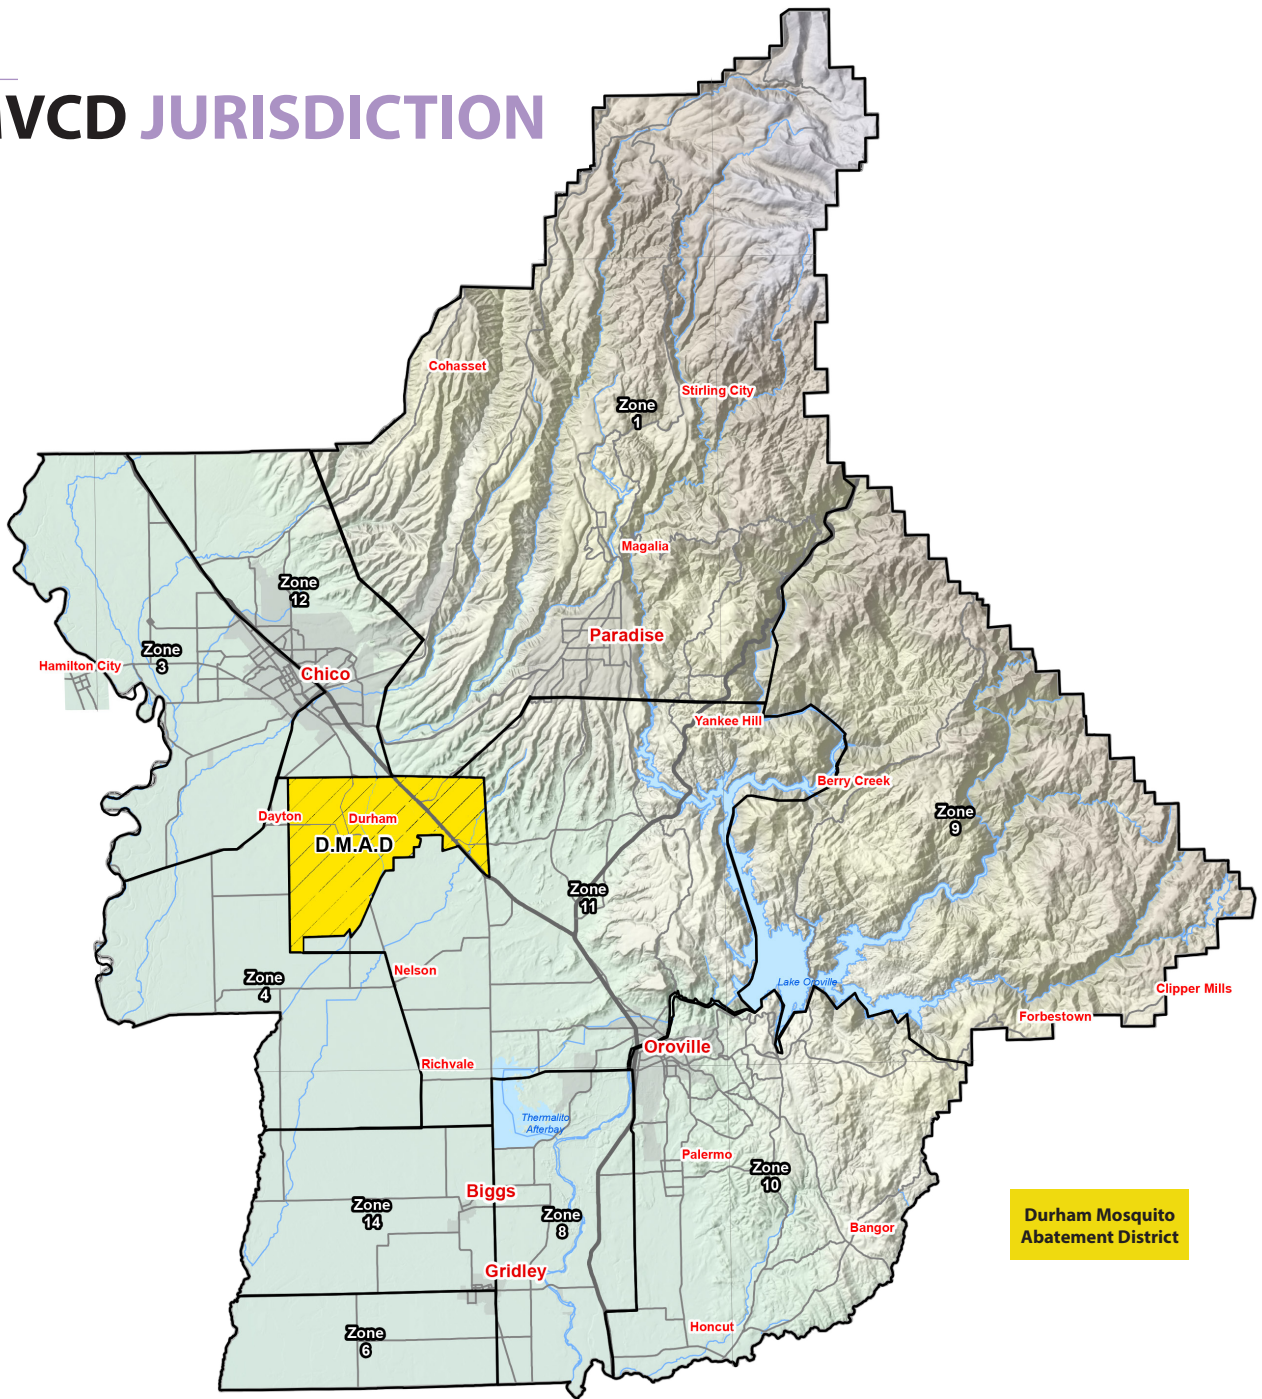 MVCD JURISDICTION
Cohasset
Stirling City
Zone
1
Magalia
Zone
12
Paradise
Zone
3
Hamilton City
Chico
Yankee Hill
Berry Creek
Dayton
Durham
D.M.A.D
Zone
9
Zone
11
Nelson
Zone
4
Lake Oroville
Clipper Mills
Forbestown
Oroville
Richvale
Thermalito
Afterbay
Palermo
Zone
10
Biggs
Zone
14
Zone
8
Bangor
Durham Mosquito
Abatement District
Gridley
Honcut
Zone
6